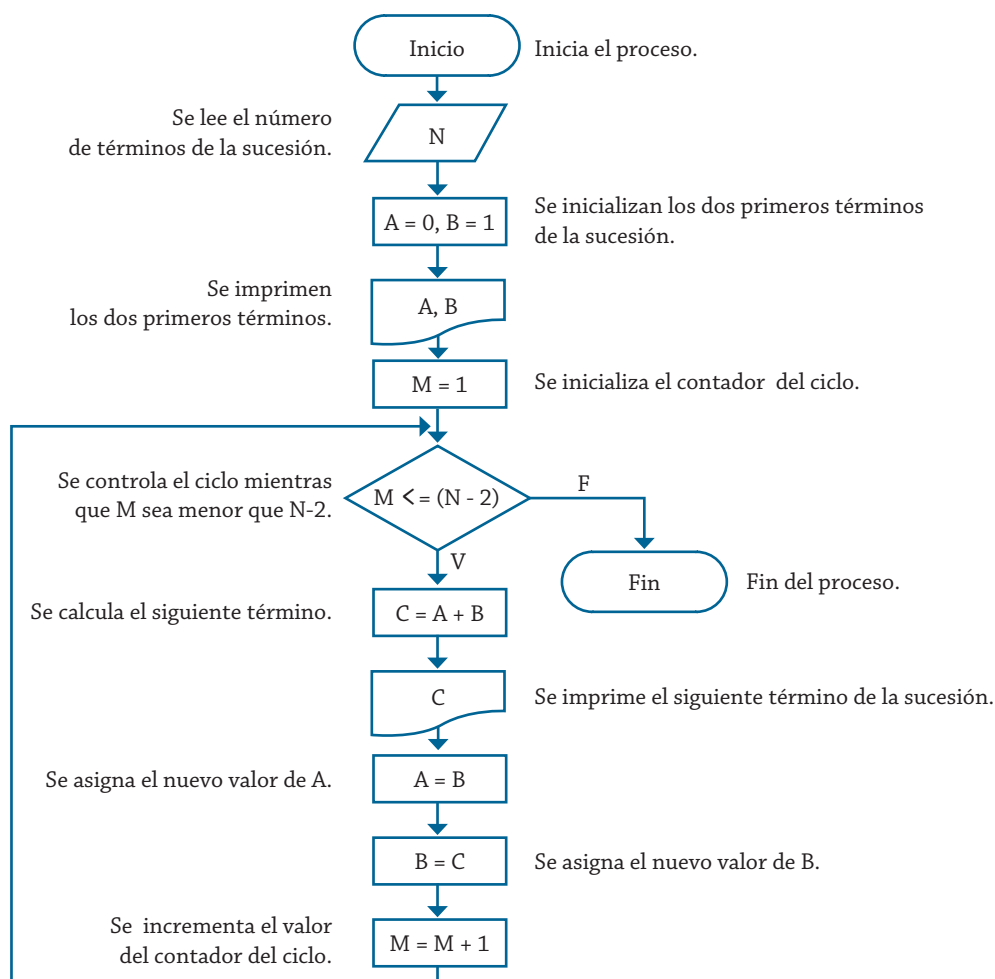 Inicio
Inicia el proceso.
Se lee el número
de términos de la sucesión.
N
A = 0, B = 1
Se inicializan los dos primeros términos
de la sucesión.
Se imprimen
los dos primeros términos.
A, B
M = 1
Se inicializa el contador del ciclo.
Se controla el ciclo mientras
que M sea menor que N-2.
M <= (N - 2)
F
V
Fin
Fin del proceso.
Se calcula el siguiente término.
C = A + B
C
Se imprime el siguiente término de la sucesión.
Se asigna el nuevo valor de A.
A = B
B = C
Se asigna el nuevo valor de B.
Se incrementa el valor
del contador del ciclo.
M = M + 1